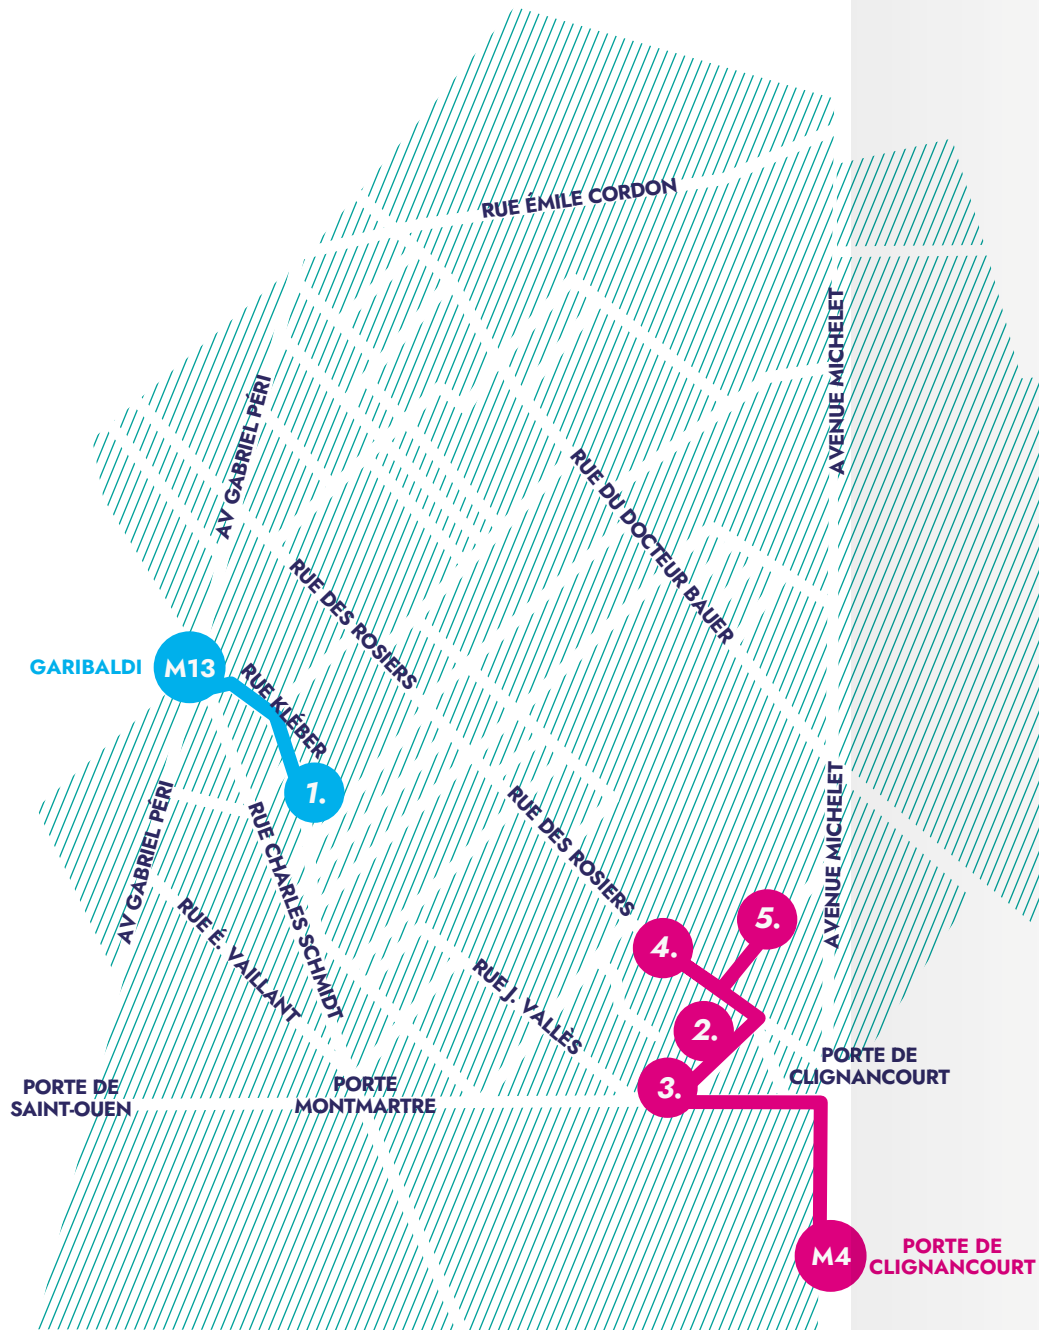 RUE ÉMILE CORDON
AVENUE MICHELET
AV GABRIEL PÉRI
RUE DU DOCTEUR BAUER
RUE DES ROSIERS
GARIBALDI
M13
RUE KLÉBER
1.
AV GABRIEL PÉRI
RUE CHARLES SCHMIDT
RUE DES ROSIERS
AVENUE MICHELET
RUE É. VAILLANT
5.
4.
RUE J. VALLÈS
2.
3.
PORTE DE
CLIGNANCOURT
PORTE DE
SAINT-OUEN
PORTE
MONTMARTRE
M4
PORTE DE
CLIGNANCOURT